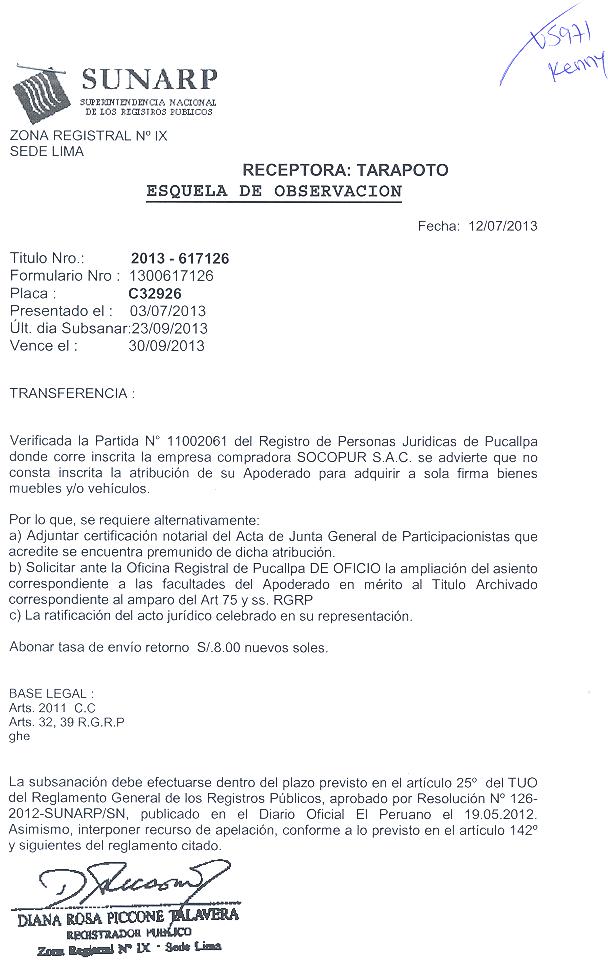 V5971
Kenny
SUNARP
SUPERINTENDENCIA NACIONAL
DE LOS REGISTROS PUBLICOS
ZONA REGISTRAL Nº IX
SEDE LIMA
RECEPTORA: TARAPOTO
ESQUELA DE OBSERVACION
Fecha: 12/07/2013
Titulo Nro.: 2013 - 617126
Formulario Nro : 1300617126
Placa : C32926
Presentado el : 03/07/2013
Últ. dia Subsanar:23/09/2013
Vence el : 30/09/2013
TRANSFERENCIA :
Verificada la Partida N° 11002061 del Registro de Personas Juridicas de Pucallpa
donde corre inscrita la empresa compradora SOCOPUR S.A.C. se advierte que no
consta inscrita la atribución de su Apoderado para adquirir a sola firma bienes
muebles y/o vehículos.
Por lo que, se requiere alternativamente:
a) Adjuntar certificación notarial del Acta de Junta General de Participacionistas que
acredite se encuentra premunido de dicha atribución.
b) Solicitar ante la Oficina Registral de Pucallpa DE OFICIO la ampliación del asiento
correspondiente a las facultades del Apoderado en mérito al Titulo Archivado
correspondiente al amparo del Art 75 y ss. RGRP
c) La ratificación del acto jurídico celebrado en su representación.
Abonar tasa de envío retorno S/.8.00 nuevos soles.
BASE LEGAL :
Arts. 2011 C.C
Arts. 32, 39 R.G.R.P
ghe
La subsanación debe efectuarse dentro del plazo previsto en el artículo 25º del TUO
del Reglamento General de los Registros Públicos, aprobado por Resolución Nº 126-
2012-SUNARP/SN, publicado en el Diario Oficial El Peruano el 19.05.2012.
Asimismo, interponer recurso de apelación, conforme a lo previsto en el artículo 142º
y siguientes del reglamento citado.
DIANA ROSA PICCONE TALAVERA
REGISTRADOR PUBLICO
Zona Registral Nº IX - Sede Lima